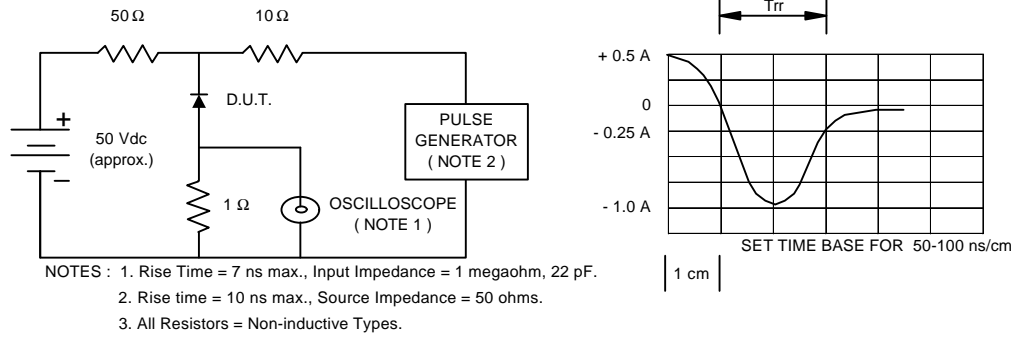 50 Ω
10 Ω
Trr
+
50 Vdc
(approx.)
−
D.U.T.
1 Ω
OSCILLOSCOPE
( NOTE 1 )
PULSE
GENERATOR
( NOTE 2 )
+ 0.5 A
0
- 0.25 A
- 1.0 A
SET TIME BASE FOR 50-100 ns/cm
1 cm
NOTES : 1. Rise Time = 7 ns max., Input Impedance = 1 megaohm, 22 pF.
2. Rise time = 10 ns max., Source Impedance = 50 ohms.
3. All Resistors = Non-inductive Types.